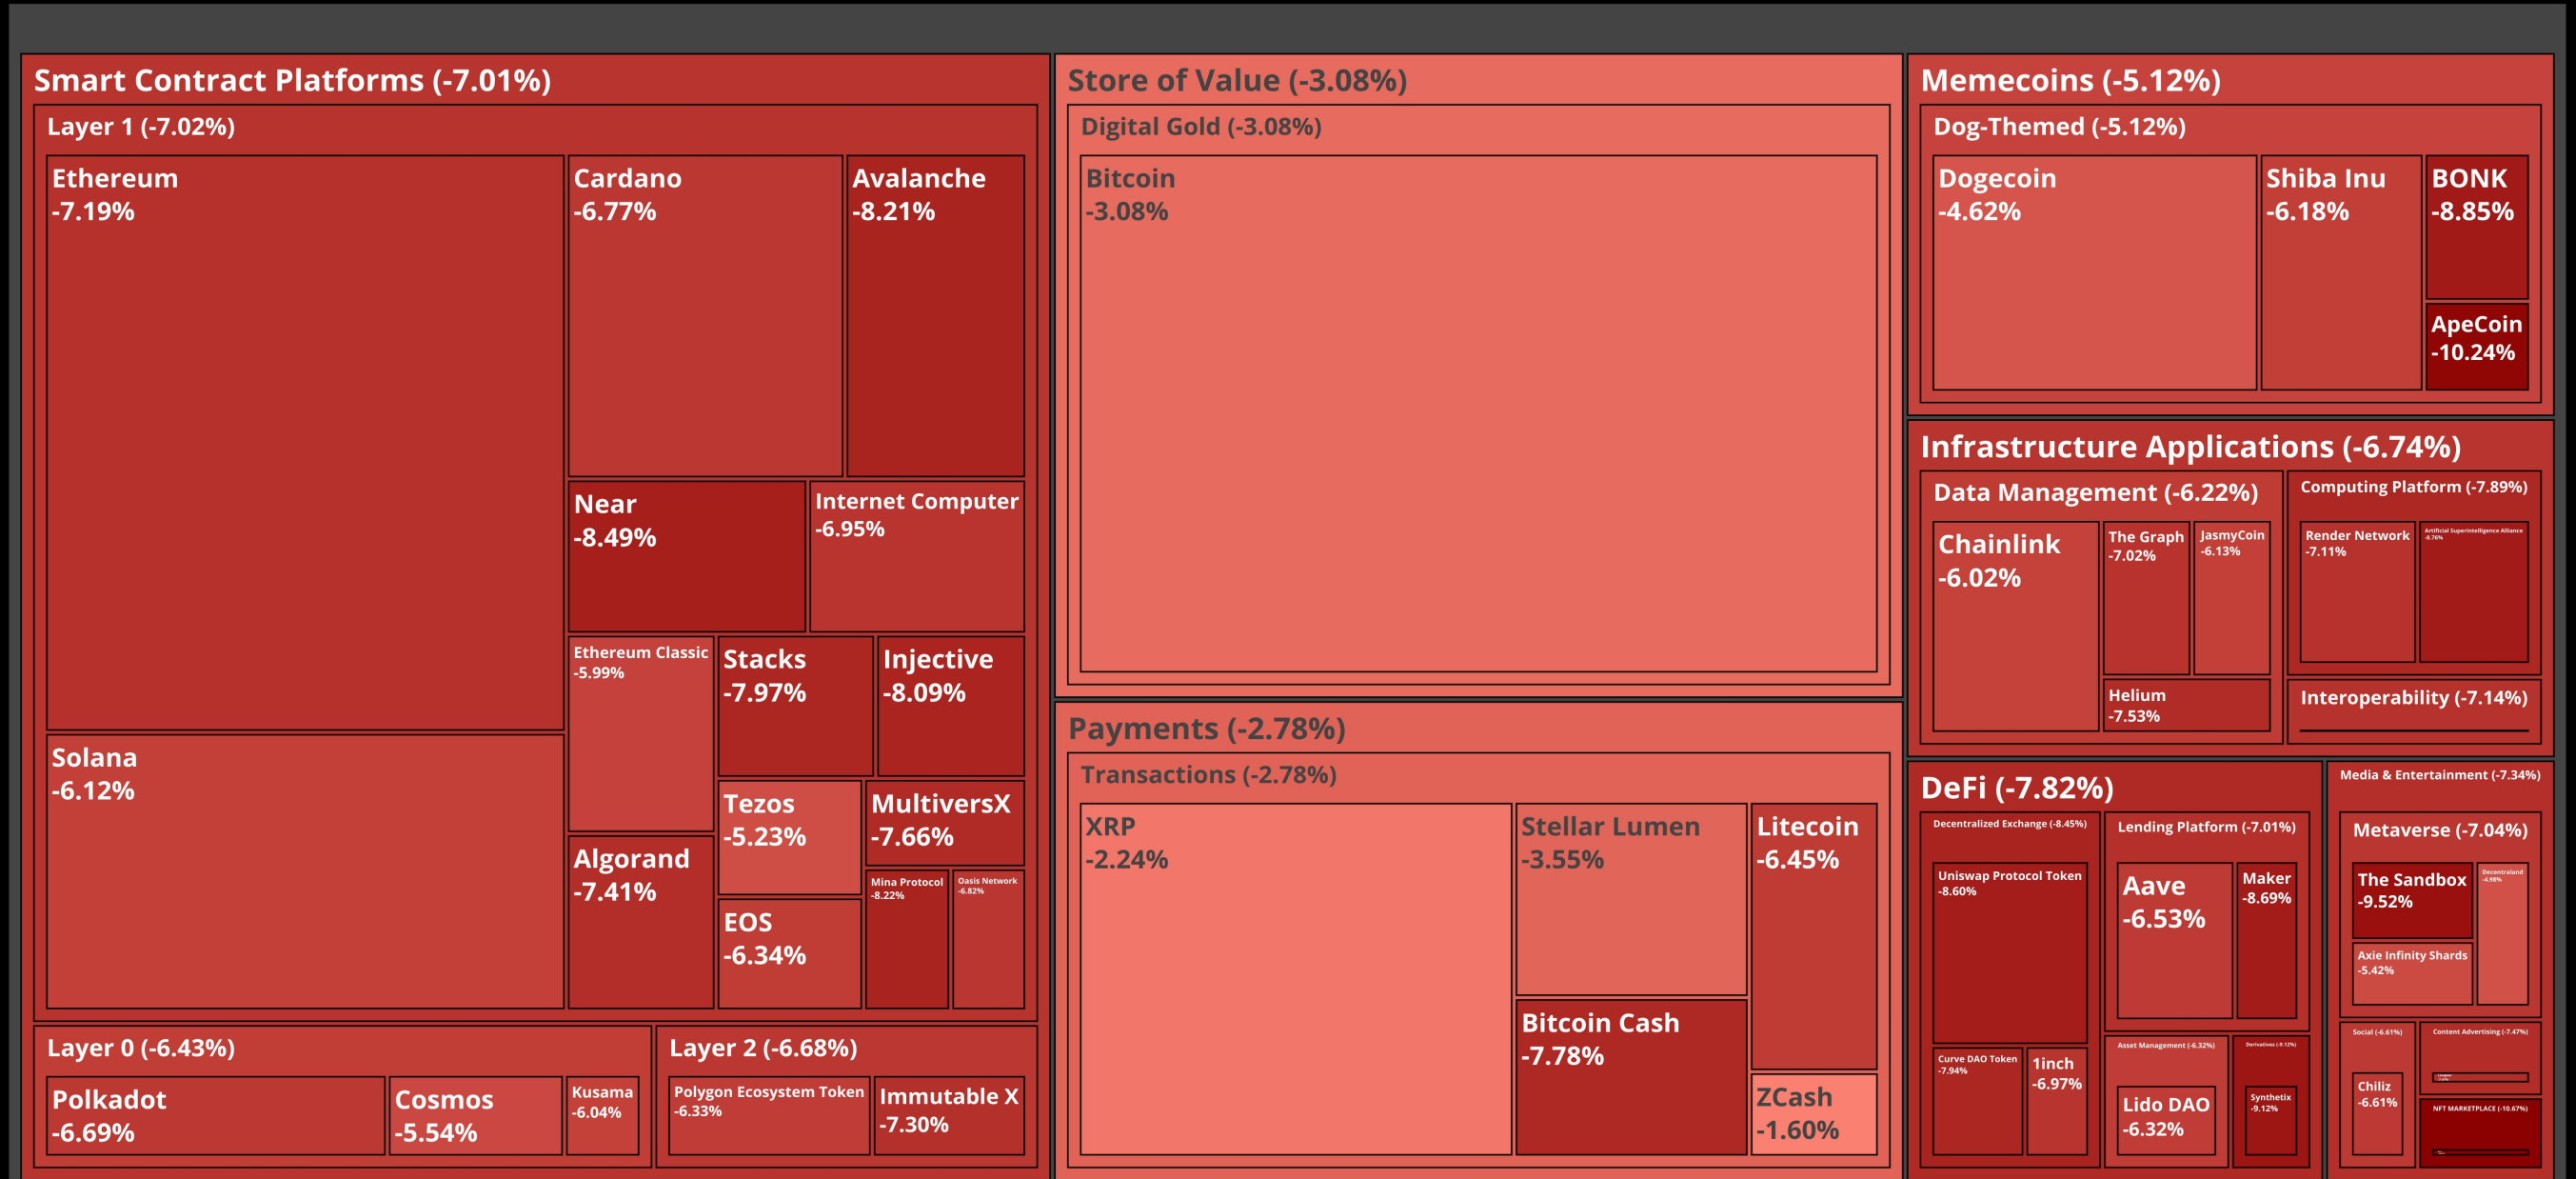 Smart Contract Platforms (-7.01%)
Layer 1 (-7.02%)
Ethereum
-7.19%
Solana
-6.12%
Cardano
-6.77%
Avalanche
-8.21%
Near
-8.49%
Internet Computer
-6.95%
Ethereum Classic
-5.99%
Algorand
-7.41%
Stacks
-7.97%
Injective
-8.09%
Tezos
-5.23%
EOS
-6.34%
MultiversX
-7.66%
Mina Protocol
-8.22%
Oasis Network
-6.82%
Layer 0 (-6.43%)
Polkadot
-6.69%
Cosmos
-5.54%
Kusama
-6.04%
Layer 2 (-6.68%)
Polygon Ecosystem Token
-6.33%
Immutable X
-7.30%
Store of Value (-3.08%)
Digital Gold (-3.08%)
Bitcoin
-3.08%
Payments (-2.78%)
Transactions (-2.78%)
XRP
-2.24%
Stellar Lumen
-3.55%
Bitcoin Cash
-7.78%
Litecoin
-6.45%
ZCash
-1.60%
Memecoins (-5.12%)
Dog-Themed (-5.12%)
Dogecoin
-4.62%
Shiba Inu
-6.18%
BONK
-8.85%
ApeCoin
-10.24%
Infrastructure Applications (-6.74%)
Data Management (-6.22%)
Chainlink
-6.02%
The Graph
-7.02%
JasmyCoin
-6.13%
Helium
-7.53%
Computing Platform (-7.89%)
Render Network
-7.11%
Artificial Superintelligence Alliance
-8.76%
Interoperability (-7.14%)
DeFi (-7.82%)
Decentralized Exchange (-8.45%)
Uniswap Protocol Token
-8.60%
Curve DAO Token
-7.94%
1inch
-6.97%
Lending Platform (-7.01%)
Aave
-6.53%
Maker
-8.69%
Asset Management (-6.32%)
Lido DAO
-6.32%
Derivatives (-9.12%)
Synthetix
-9.12%
Media & Entertainment (-7.34%)
Metaverse (-7.04%)
The Sandbox
-9.52%
Axie Infinity Shards
-5.42%
Decentraland
-4.98%
Social (-6.61%)
Chiliz
-6.61%
Content Advertising (-7.47%)
NFT MARKETPLACE (-10.67%)